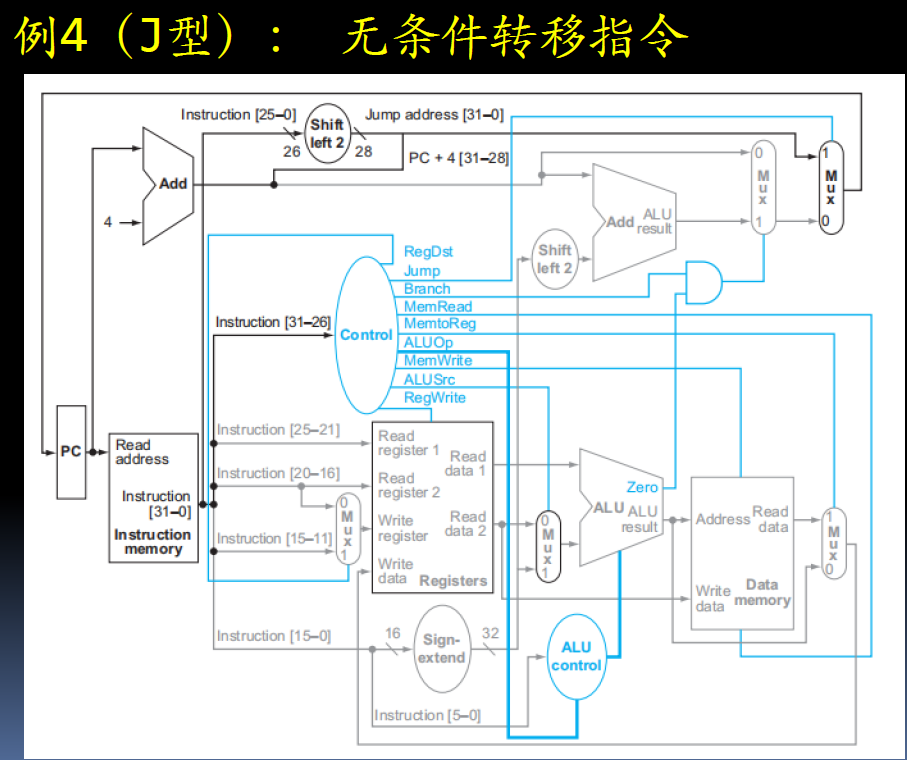 例4（J型）： 无条件转移指令
Instruction [25–0]
Shift
left 2
Jump address [31–0]
26
28
PC + 4 [31–28]
Add
4
0
M
u
x
1
1
M
u
x
0
Add
ALU
result
Shift
left 2
RegDst
Jump
Branch
MemRead
MemtoReg
ALUOp
MemWrite
ALUSrc
RegWrite
Control
Instruction [31–26]
PC
Read
address
Instruction
[31–0]
Instruction
memory
Instruction [25–21]
Instruction [20–16]
Instruction [15–11]
0
M
u
x
1
Read
register 1
Read
register 2
Write
register
Write
data
Read
data 1
Read
data 2
Registers
0
M
u
x
1
Zero
ALU
ALU
result
Address
Read
data
Write
data
Data
memory
1
M
u
x
0
Instruction [15–0]
16
Sign-
extend
32
ALU
control
Instruction [5–0]